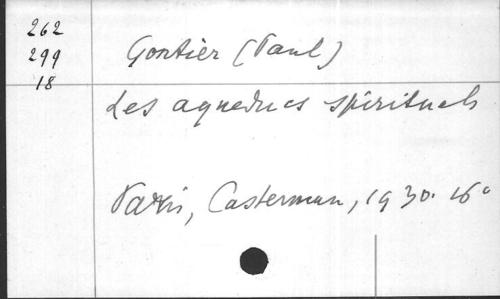 262
299
18
Gontier (Paul)
Les aqueducs spirituels
Paris, Casterman, 1930. 16°